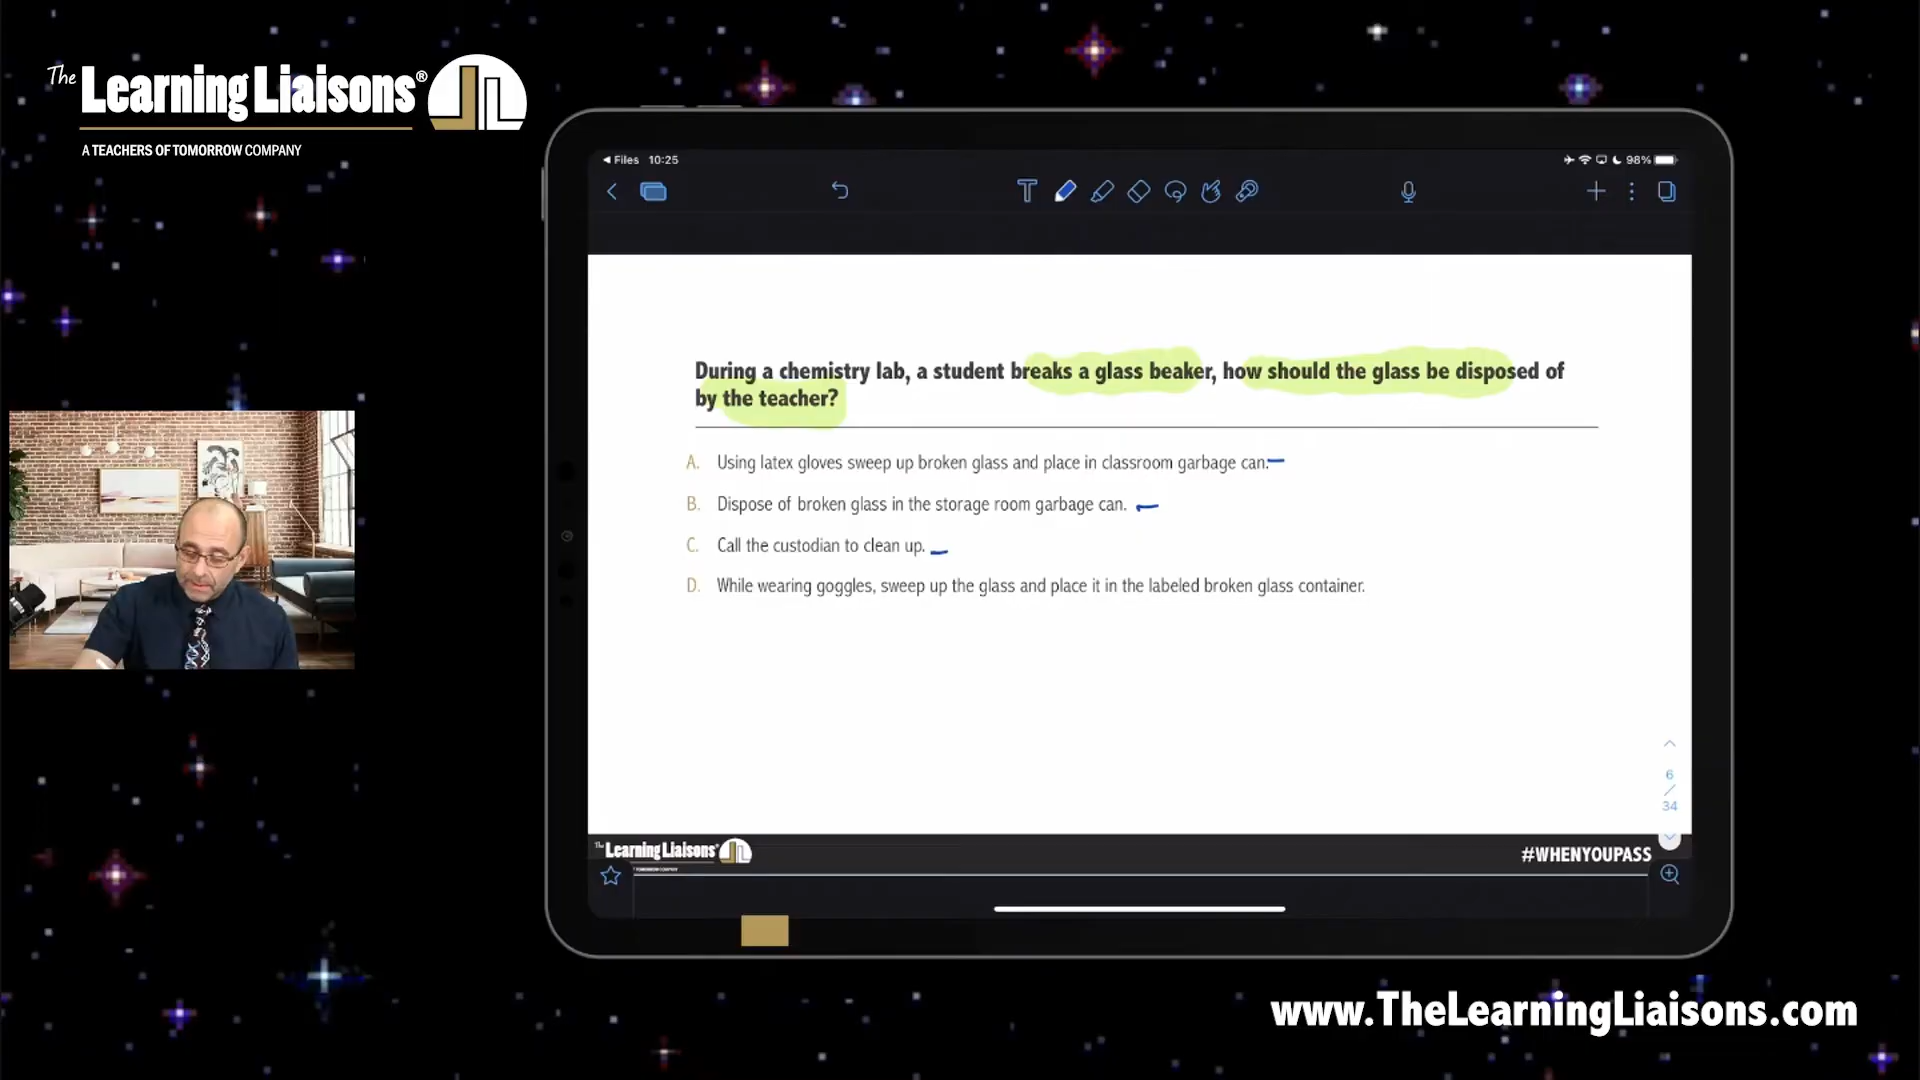 The Learning Liaisons®
A TEACHERS OF TOMORROW COMPANY
Files 10:25
98%
During a chemistry lab, a student breaks a glass beaker, how should the glass be disposed of
by the teacher?
A. Using latex gloves sweep up broken glass and place in classroom garbage can.
B. Dispose of broken glass in the storage room garbage can.
C. Call the custodian to clean up.
D. While wearing goggles, sweep up the glass and place it in the labeled broken glass container.
6
/
34
The Learning Liaisons
#WHENYOUPASS
TOMORROW COMPANY
www.TheLearningLiaisons.com